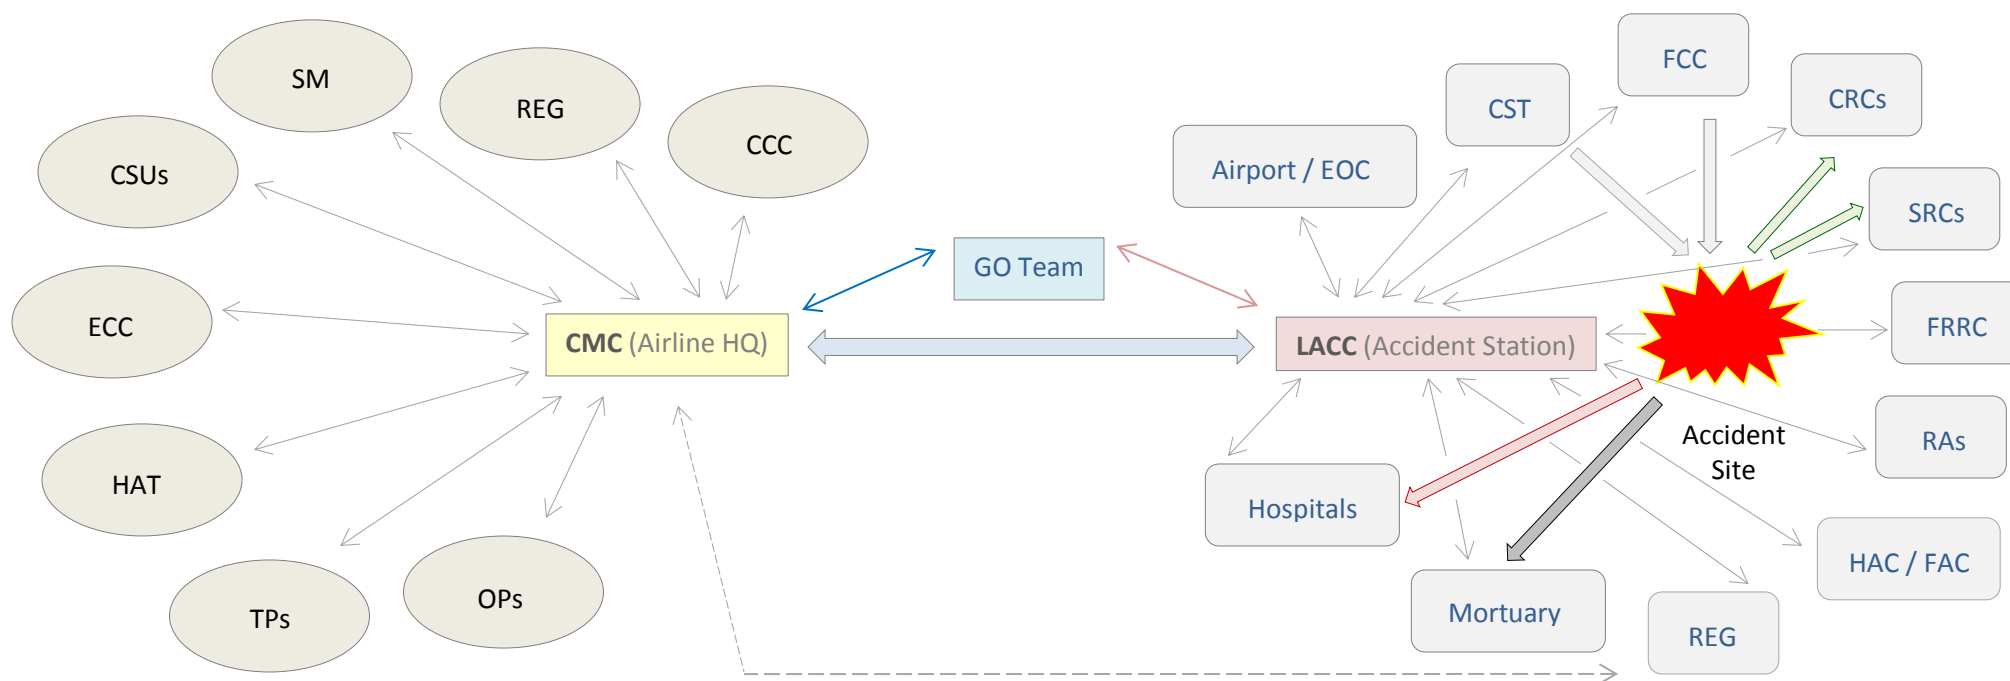 SM
REG
CCC
CSUs
ECC
HAT
TPs
OPs
CMC (Airline HQ)
GO Team
LACC (Accident Station)
Airport / EOC
CST
FCC
CRCs
SRCs
FRRC
RAs
HAC / FAC
REG
Mortuary
Hospitals
Accident
Site